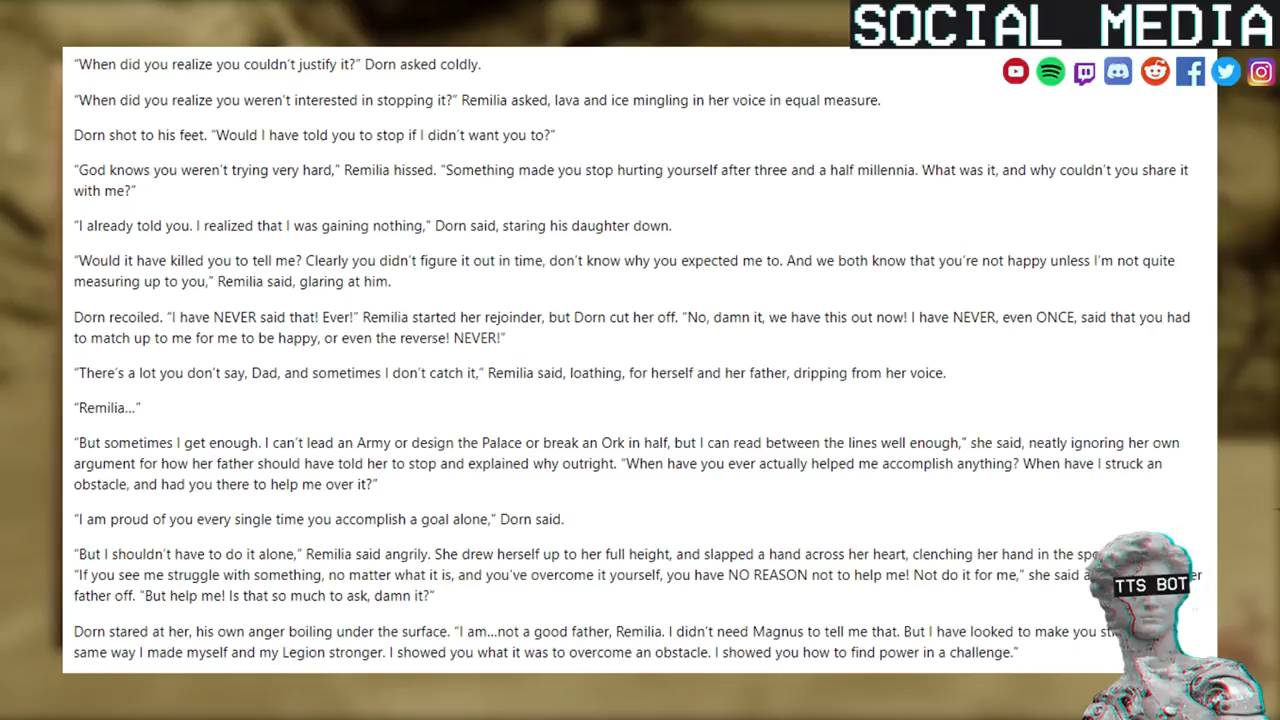 SOCIAL MEDIA
“When did you realize you couldn’t justify it?” Dorn asked coldly.
“When did you realize you weren’t interested in stopping it?” Remilia asked, lava and ice mingling in her voice in equal measure.
Dorn shot to his feet. “Would I have told you to stop if I didn’t want you to?”
“God knows you weren’t trying very hard,” Remilia hissed. “Something made you stop hurting yourself after three and a half millennia. What was it, and why couldn’t you share it
with me?”
“I already told you. I realized that I was gaining nothing,” Dorn said, staring his daughter down.
“Would it have killed you to tell me? Clearly you didn’t figure it out in time, don’t know why you expected me to. And we both know that you’re not happy unless I’m not quite
measuring up to you,” Remilia said, glaring at him.
Dorn recoiled. “I have NEVER said that! Ever!” Remilia started her rejoinder, but Dorn cut her off. “No, damn it, we have this out now! I have NEVER, even ONCE, said that you had
to match up to me for me to be happy, or even the reverse! NEVER!”
“There’s a lot you don’t say, Dad, and sometimes I don’t catch it,” Remilia said, loathing, for herself and her father, dripping from her voice.
“Remilia…”
“But sometimes I get enough. I can’t lead an Army or design the Palace or break an Ork in half, but I can read between the lines well enough,” she said, neatly ignoring her own
argument for how her father should have told her to stop and explained why outright. “When have you ever actually helped me accomplish anything? When have I struck an
obstacle, and had you there to help me over it?”
“I am proud of you every single time you accomplish a goal alone,” Dorn said.
“But I shouldn’t have to do it alone,” Remilia said angrily. She drew herself up to her full height, and slapped a hand across her heart, clenching her hand in the
“If you see me struggle with something, no matter what it is, and you’ve overcome it yourself, you have NO REASON not to help me! Not do it for me,” she said
father off. “But help me! Is that so much to ask, damn it?”
Dorn stared at her, his own anger boiling under the surface. “I am…not a good father, Remilia. I didn’t need Magnus to tell me that. But I have looked to make you
same way I made myself and my Legion stronger. I showed you what it was to overcome an obstacle. I showed you how to find power in a challenge.”
TTS BOT